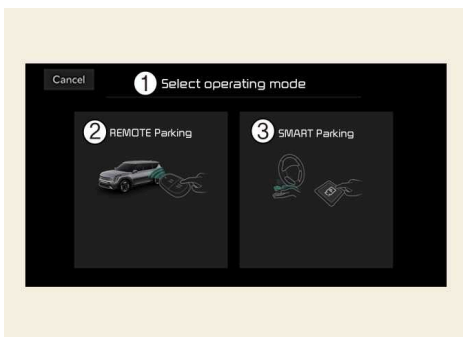 Cancel
1 Select operating mode
2 REMOTE Parking
3 SMART Parking